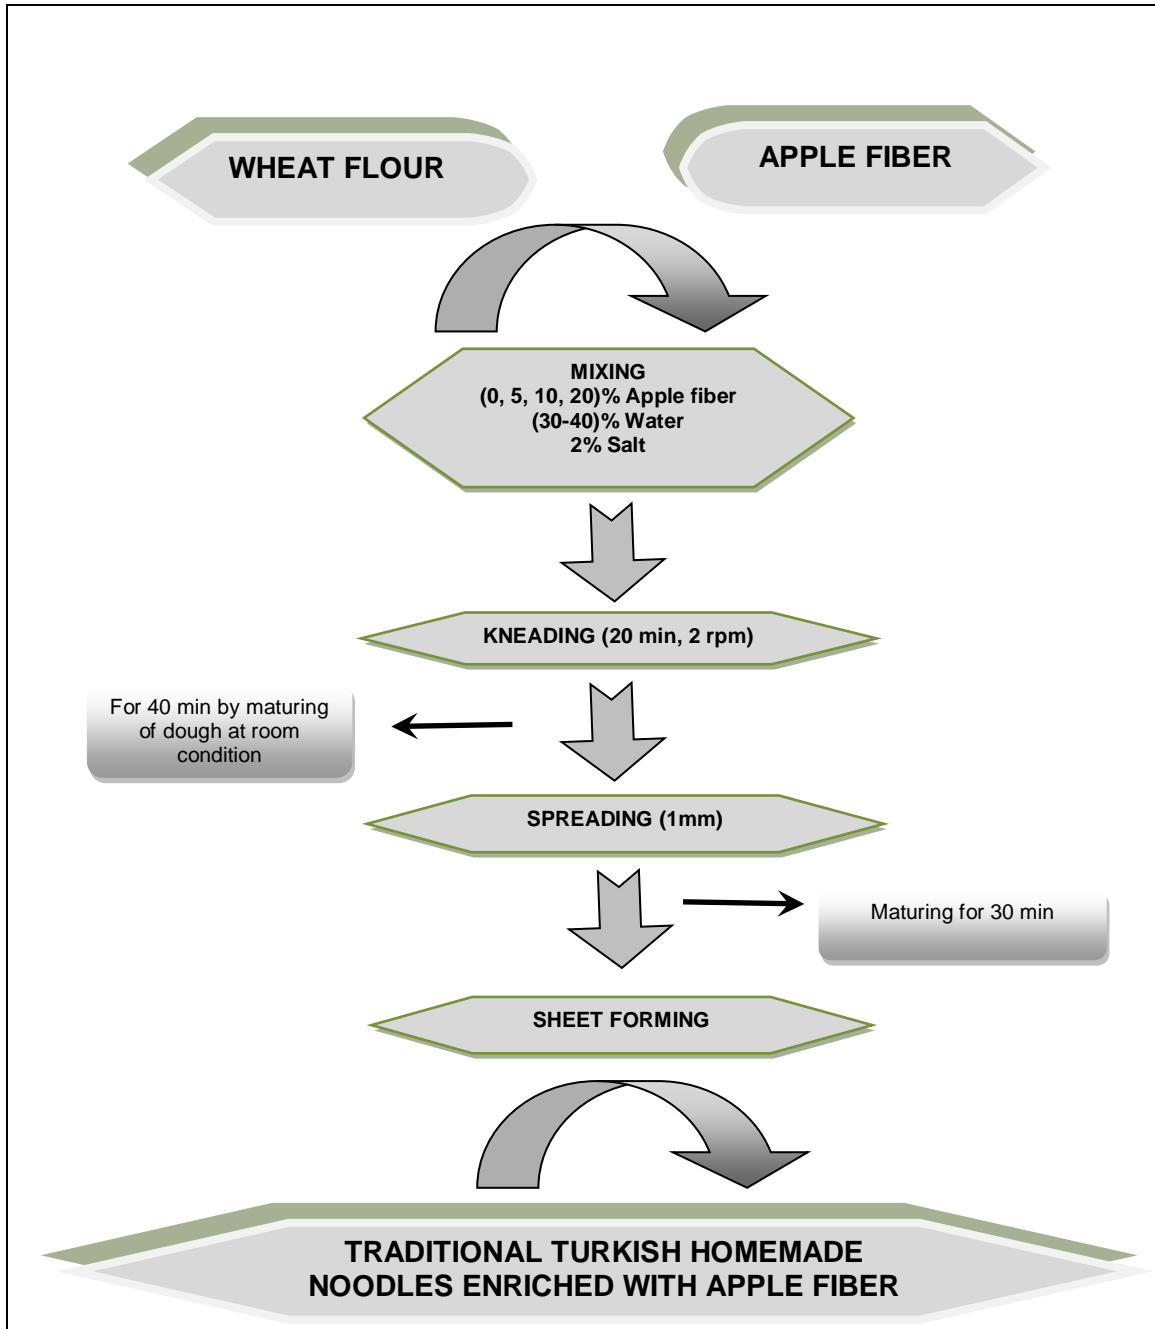 WHEAT FLOUR
APPLE FIBER
MIXING
(0, 5, 10, 20)% Apple fiber
(30-40)% Water
2% Salt
KNEADING (20 min, 2 rpm)
For 40 min by maturing
of dough at room
condition
SPREADING (1mm)
Maturing for 30 min
SHEET FORMING
TRADITIONAL TURKISH HOMEMADE
NOODLES ENRICHED WITH APPLE FIBER